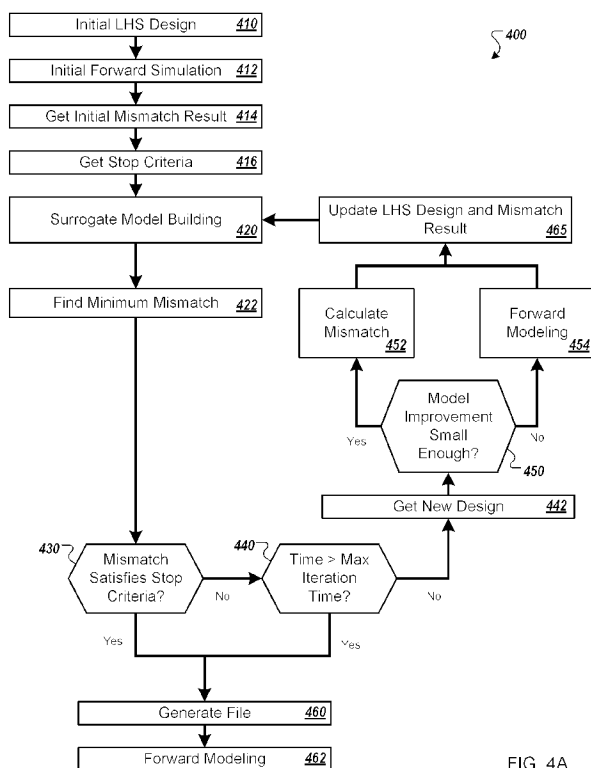 Initial LHS Design 410
400
Initial Forward Simulation 412
Get Initial Mismatch Result 414
Get Stop Criteria 416
Surrogate Model Building 420
Update LHS Design and Mismatch
Result 465
Find Minimum Mismatch 422
Calculate
Mismatch
452
Forward
Modeling
454
Model
Improvement
Small
Enough?
450
Yes
No
Get New Design 442
430
Mismatch
Satisfies Stop
Criteria?
No
440
Time > Max
Iteration
Time?
No
Yes
Yes
Generate File 460
Forward Modeling 462
FIG. 4A